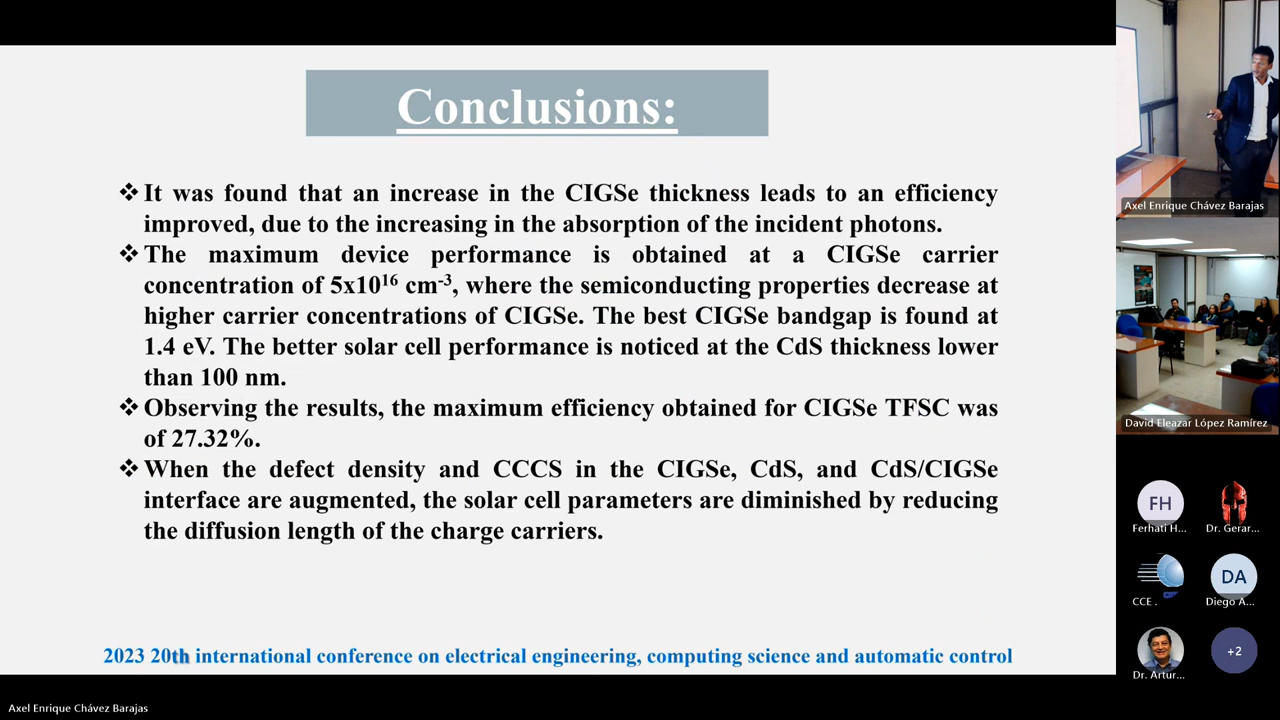 Conclusions:
❖ It was found that an increase in the CIGSe thickness leads to an efficiency
improved, due to the increasing in the absorption of the incident photons.
❖ The maximum device performance is obtained at a CIGSe carrier
concentration of 5x10¹⁶ cm⁻³, where the semiconducting properties decrease at
higher carrier concentrations of CIGSe. The best CIGSe bandgap is found at
1.4 eV. The better solar cell performance is noticed at the CdS thickness lower
than 100 nm.
❖ Observing the results, the maximum efficiency obtained for CIGSe TFSC was
of 27.32%.
❖ When the defect density and CCCS in the CIGSe, CdS, and CdS/CIGSe
interface are augmented, the solar cell parameters are diminished by reducing
the diffusion length of the charge carriers.
2023 20th international conference on electrical engineering, computing science and automatic control
Axel Enrique Chávez Barajas
Axel Enrique Chávez Barajas
David Eleazar López Ramírez
FH
Ferhati H...
Dr. Gerar...
CCE .
DA
Diego A...
Dr. Artur...
+2